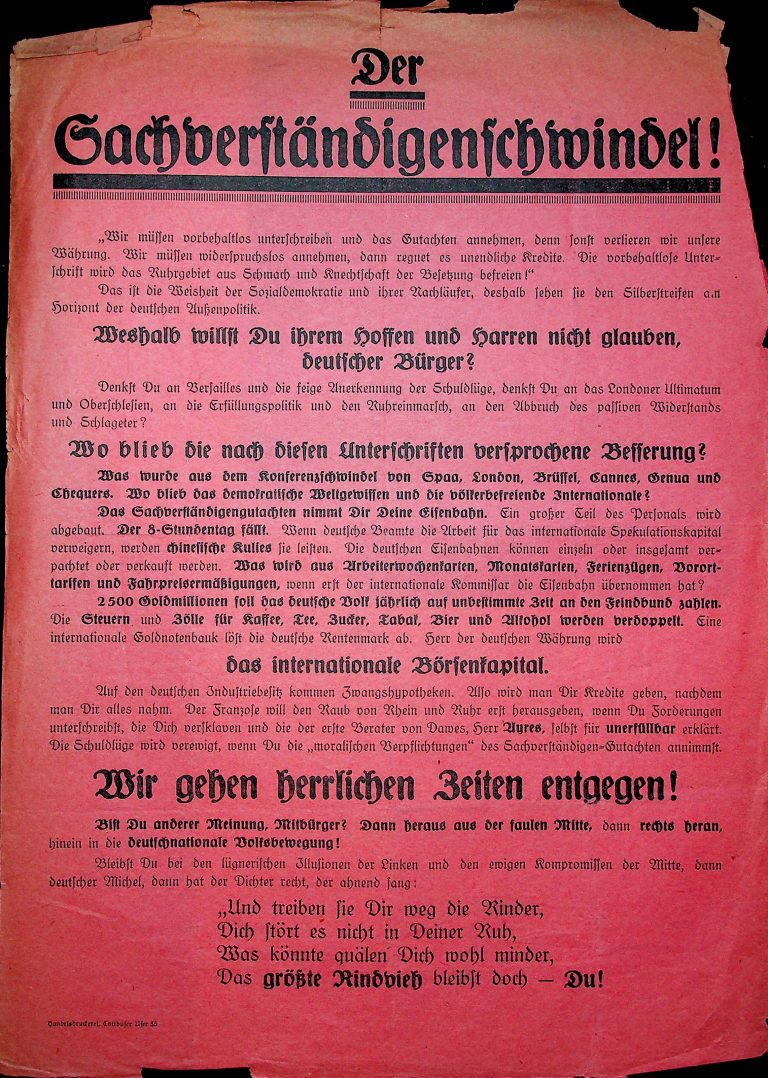 Der
Sachverständigenschwindel!
„Wir müssen vorbehaltlos unterschreiben und das Gutachten annehmen, denn sonst verlieren wir unsere
Währung. Wir müssen widerspruchslos annehmen, dann regnet es unendliche Kredite. Die vorbehaltlose Unter-
schrift wird das Ruhrgebiet aus Schmach und Knechtschaft der Besetzung befreien!“
Das ist die Weisheit der Sozialdemokratie und ihrer Nachläufer, deshalb sehen sie den Silberstreifen am
Horizont der deutschen Außenpolitik.
Weshalb willst Du ihrem Hoffen und Harren nicht glauben,
deutscher Bürger?
Denkst Du an Versailles und die feige Anerkennung der Schuldlüge, denkst Du an das Londoner Ultimatum
und Oberschlesien, an die Erfüllungspolitik und den Ruhreinmarsch, an den Abbruch des passiven Widerstands
und Schlageter?
Wo blieb die nach diesen Unterschriften versprochene Besserung?
Was wurde aus dem Konferenzschwindel von Spaa, London, Brüssel, Cannes, Genua und
Chequers. Wo blieb das demokratische Weltgewissen und die völkerbefreiende Internationale?
Das Sachverständigengutachten nimmt Dir Deine Eisenbahn. Ein großer Teil des Personals wird
abgebaut. Der 8-Stundentag fällt. Wenn deutsche Beamte die Arbeit für das internationale Spekulationskapital
verweigern, werden chinesische Kulies sie leisten. Die deutschen Eisenbahnen können einzeln oder insgesamt ver-
pachtet oder verkauft werden. Was wird aus Arbeiterwochenkarten, Monatskarten, Ferienzügen, Vorort-
tarifen und Fahrpreisermäßigungen, wenn erst der internationale Kommissar die Eisenbahn übernommen hat?
2500 Goldmillionen soll das deutsche Volk jährlich auf unbestimmte Zeit an den Feindbund zahlen.
Die Steuern und Zölle für Kaffee, Tee, Zucker, Tabak, Bier und Alkohol werden verdoppelt. Eine
internationale Goldnotenbank löst die deutsche Rentenmark ab. Herr der deutschen Währung wird
das internationale Börsenkapital.
Auf den deutschen Industriebesitz kommen Zwangshypotheken. Also wird man Dir Kredite geben, nachdem
man Dir alles nahm. Der Franzose will den Raub von Rhein und Ruhr erst herausgeben, wenn Du Forderungen
unterschreibst, die Dich versklaven und die der erste Berater von Dawes, Herr Ayres, selbst für unerfüllbar erklärt.
Die Schuldlüge wird verewigt, wenn Du die „moralischen Verpflichtungen“ des Sachverständigen-Gutachten annimmst.
Wir gehen herrlichen Zeiten entgegen!
Bist Du anderer Meinung, Mitbürger? Dann heraus aus der faulen Mitte, dann rechts heran,
hinein in die deutschnationale Volksbewegung!
Bleibst Du bei den lügnerischen Illusionen der Linken und den ewigen Kompromissen der Mitte, dann
deutscher Michel, dann hat der Dichter recht, der ahnend sang:
„Und treiben sie Dir weg die Rinder,
Dich stört es nicht in Deiner Ruh,
Was könnte quälen Dich wohl minder,
Das größte Rindvieh bleibst doch — Du!
Handelsdruckerei, Cottbuser Ufer 35